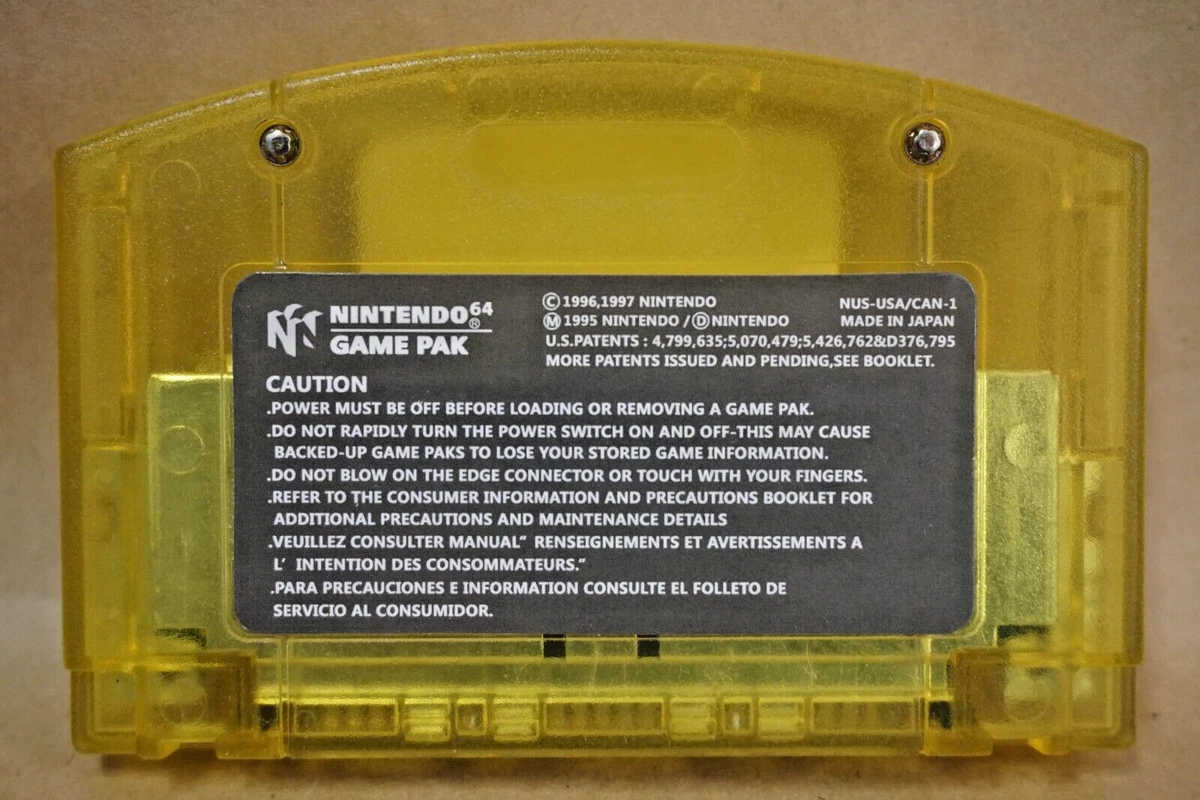 NINTENDO64®
GAME PAK
Ⓒ1996,1997 NINTENDO
Ⓜ1995 NINTENDO /ⒹNINTENDO
U.S.PATENTS : 4,799,635;5,070,479;5,426,762&D376,795
MORE PATENTS ISSUED AND PENDING,SEE BOOKLET.
NUS-USA/CAN-1
MADE IN JAPAN
CAUTION
.POWER MUST BE OFF BEFORE LOADING OR REMOVING A GAME PAK.
.DO NOT RAPIDLY TURN THE POWER SWITCH ON AND OFF-THIS MAY CAUSE
BACKED-UP GAME PAKS TO LOSE YOUR STORED GAME INFORMATION.
.DO NOT BLOW ON THE EDGE CONNECTOR OR TOUCH WITH YOUR FINGERS.
.REFER TO THE CONSUMER INFORMATION AND PRECAUTIONS BOOKLET FOR
ADDITIONAL PRECAUTIONS AND MAINTENANCE DETAILS
.VEUILLEZ CONSULTER MANUAL" RENSEIGNEMENTS ET AVERTISSEMENTS A
L' INTENTION DES CONSOMMATEURS."
.PARA PRECAUCIONES E INFORMATION CONSULTE EL FOLLETO DE
SERVICIO AL CONSUMIDOR.